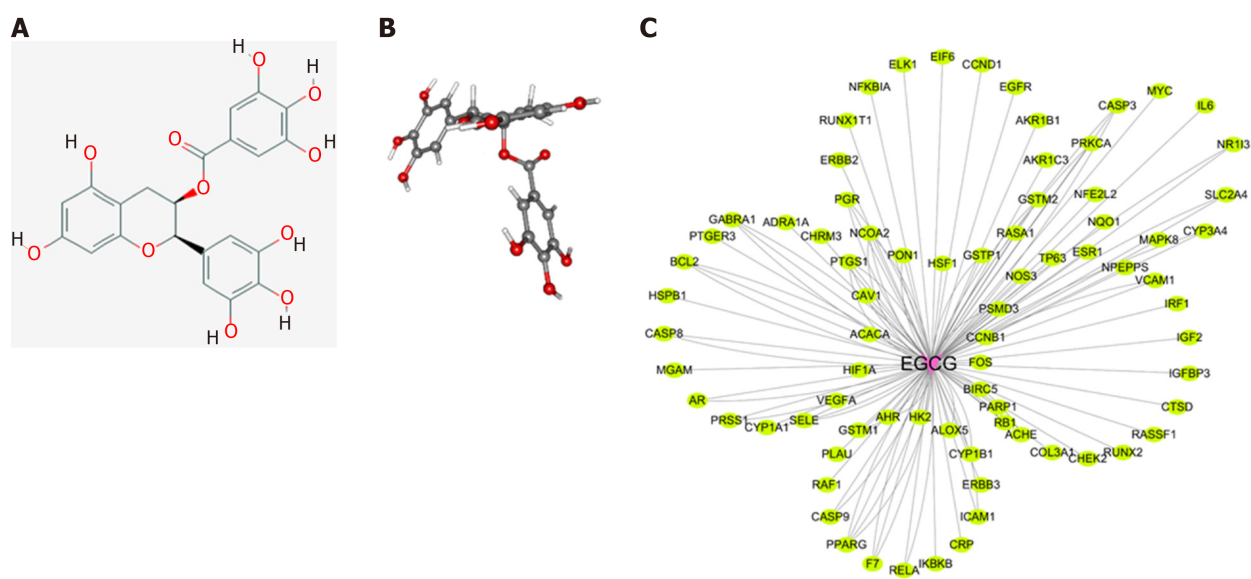 A
B
C
H
O
H
O
H
O
O
O
H
O
H
O
H
O
O
H
O
H
O
H
EIF6
ELK1
CCND1
NFKBIA
EGFR
MYC
CASP3
IL6
RUNX1T1
AKR1B1
PRKCA
NR1I3
ERBB2
AKR1C3
PGR
GSTM2
NFE2L2
SLC2A4
GABRA1
ADRA1A
NQO1
PTGER3
CHRM3
NCOA2
RASA1
MAPK8
CYP3A4
BCL2
PTGS1
PON1
HSF1
GSTP1
TP63
ESR1
NPEPPS
NOS3
VCAM1
HSPB1
CAV1
PSMD3
IRF1
CASP8
ACACA
CCNB1
IGF2
MGAM
HIF1A
EGCG
FOS
IGFBP3
AR
VEGFA
BIRC5
CTSD
PRSS1
CYP1A1
SELE
AHR
HK2
PARP1
RB1
GSTM1
ALOX5
ACHE
RASSF1
PLAU
CYP1B1
COL3A1
CHEK2
RUNX2
RAF1
ERBB3
CASP9
ICAM1
PPARG
CRP
F7
RELA
IKBKB